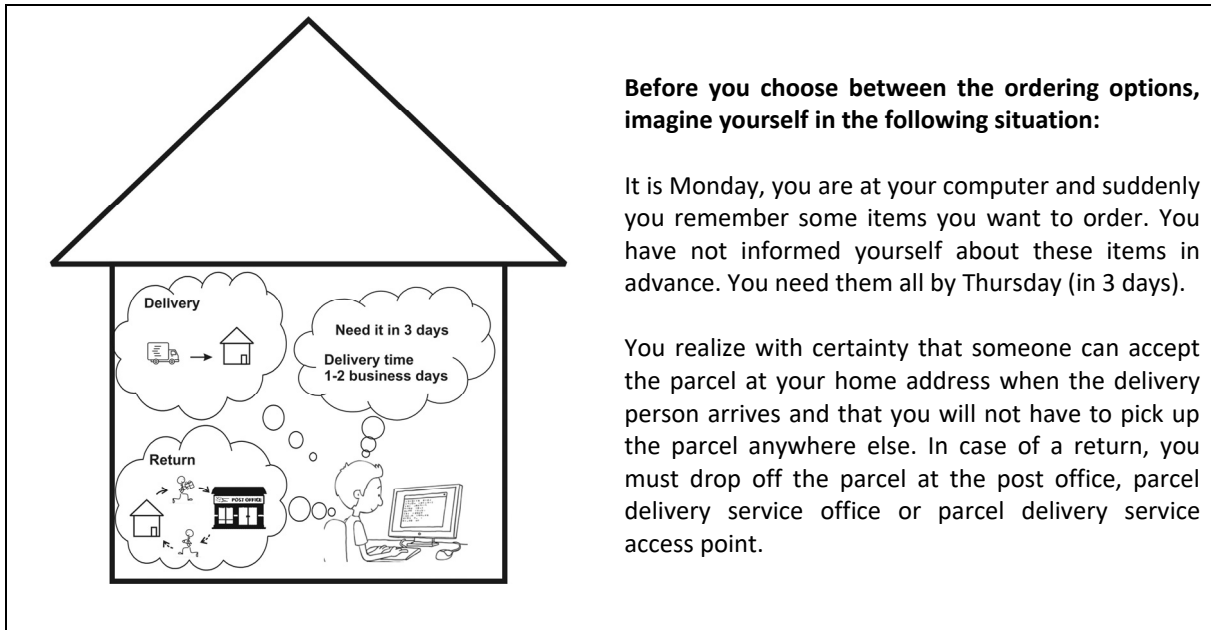 Before you choose between the ordering options,
imagine yourself in the following situation:
It is Monday, you are at your computer and suddenly
you remember some items you want to order. You
have not informed yourself about these items in
advance. You need them all by Thursday (in 3 days).
You realize with certainty that someone can accept
the parcel at your home address when the delivery
person arrives and that you will not have to pick up
the parcel anywhere else. In case of a return, you
must drop off the parcel at the post office, parcel
delivery service office or parcel delivery service
access point.
Delivery
Need it in 3 days
Delivery time
1-2 business days
Return
POST OFFICE